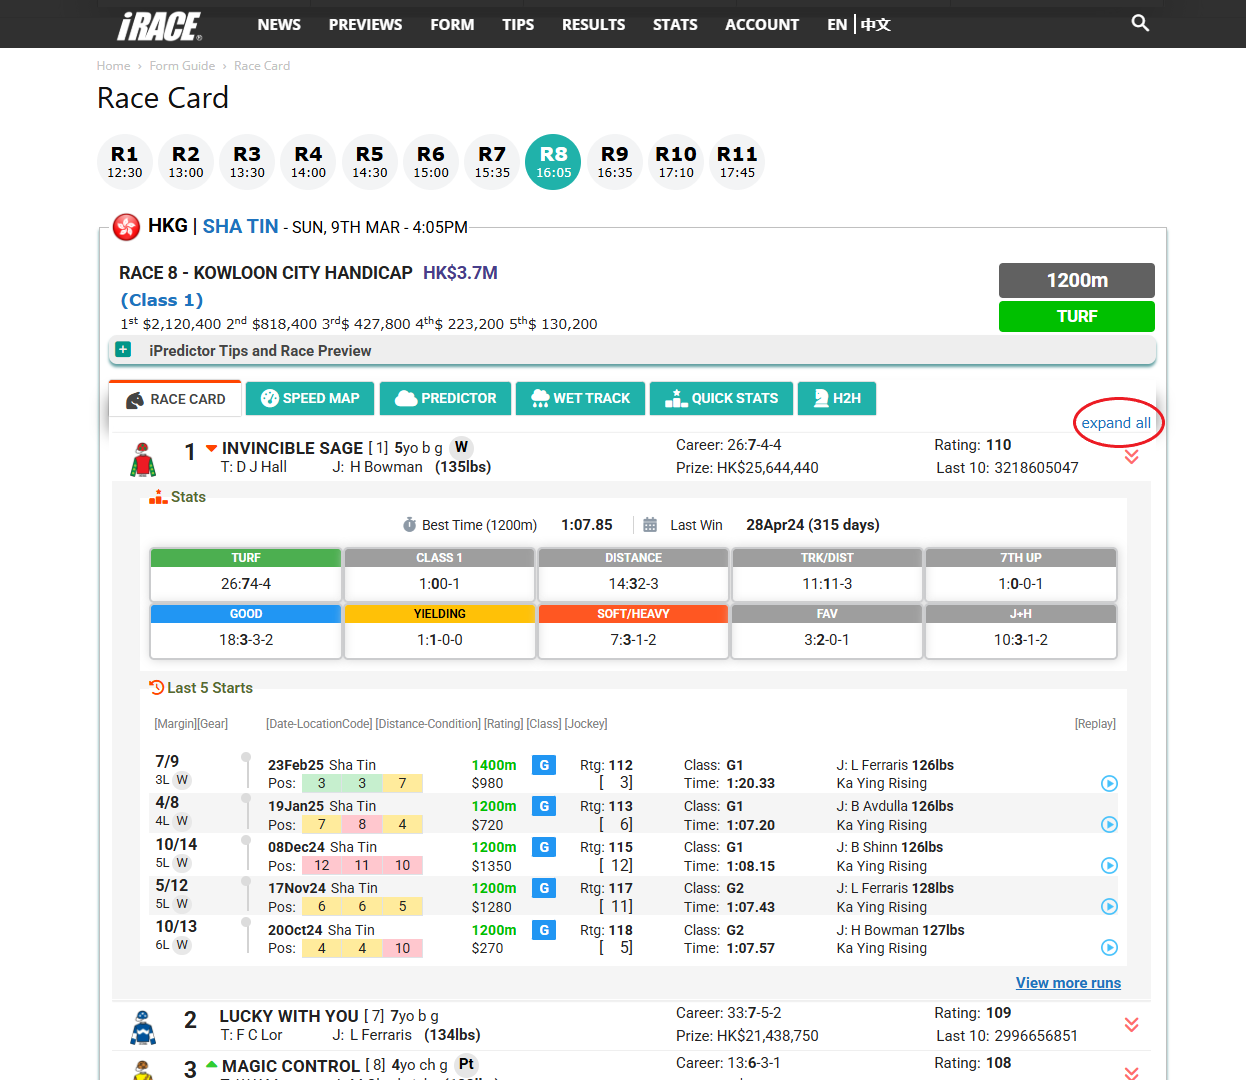 iRACE
NEWS PREVIEWS FORM TIPS RESULTS STATS ACCOUNT EN | 中文
Home › Form Guide › Race Card
Race Card
R1 R2 R3 R4 R5 R6 R7 R8 R9 R10 R11
12:30 13:00 13:30 14:00 14:30 15:00 15:35 16:05 16:35 17:10 17:45
HKG | SHA TIN - SUN, 9TH MAR - 4:05PM
RACE 8 - KOWLOON CITY HANDICAP HK$3.7M
1200m
(Class 1)
TURF
1st $2,120,400 2nd $818,400 3rd$ 427,800 4th$ 223,200 5th$ 130,200
iPredictor Tips and Race Preview
RACE CARD SPEED MAP PREDICTOR WET TRACK QUICK STATS H2H
expand all
1 INVINCIBLE SAGE [ 1] 5yo b g W Career: 26:7-4-4 Rating: 110
T: D J Hall J: H Bowman (135lbs) Prize: HK$25,644,440 Last 10: 3218605047
Stats
Best Time (1200m) 1:07.85 Last Win 28Apr24 (315 days)
TURF CLASS 1 DISTANCE TRK/DIST 7TH UP
26:74-4 1:00-1 14:32-3 11:11-3 1:0-0-1
GOOD YIELDING SOFT/HEAVY FAV J+H
18:3-3-2 1:1-0-0 7:3-1-2 3:2-0-1 10:3-1-2
Last 5 Starts
[Margin][Gear] [Date-LocationCode] [Distance-Condition] [Rating] [Class] [Jockey] [Replay]
7/9 23Feb25 Sha Tin 1400m G Rtg: 112 Class: G1 J: L Ferraris 126lbs
3L W Pos: 3 3 7 $980 [ 3] Time: 1:20.33 Ka Ying Rising
4/8 19Jan25 Sha Tin 1200m G Rtg: 113 Class: G1 J: B Avdulla 126lbs
4L W Pos: 7 8 4 $720 [ 6] Time: 1:07.20 Ka Ying Rising
10/14 08Dec24 Sha Tin 1200m G Rtg: 115 Class: G1 J: B Shinn 126lbs
5L W Pos: 12 11 10 $1350 [ 12] Time: 1:08.15 Ka Ying Rising
5/12 17Nov24 Sha Tin 1200m G Rtg: 117 Class: G2 J: L Ferraris 128lbs
5L W Pos: 6 6 5 $1280 [ 11] Time: 1:07.43 Ka Ying Rising
10/13 20Oct24 Sha Tin 1200m G Rtg: 118 Class: G2 J: H Bowman 127lbs
6L W Pos: 4 4 10 $270 [ 5] Time: 1:07.57 Ka Ying Rising
View more runs
2 LUCKY WITH YOU [ 7] 7yo b g Career: 33:7-5-2 Rating: 109
T: F C Lor J: L Ferraris (134lbs) Prize: HK$21,438,750 Last 10: 2996656851
3 MAGIC CONTROL [ 8] 4yo ch g Pt Career: 13:6-3-1 Rating: 108